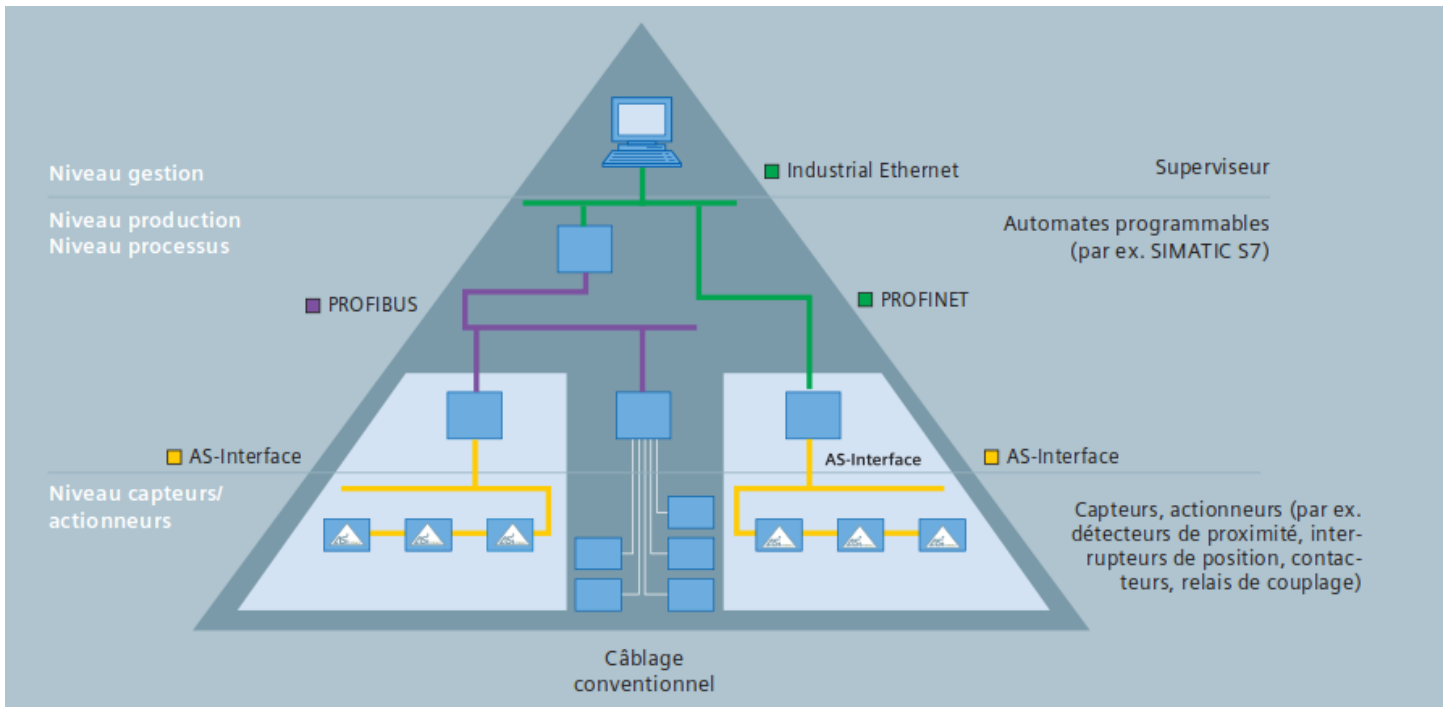 Niveau gestion
Industrial Ethernet
Superviseur
Niveau production
Niveau processus
Automates programmables
(par ex. SIMATIC S7)
PROFIBUS
PROFINET
AS-Interface
AS-Interface
AS-Interface
Niveau capteurs/
actionneurs
Capteurs, actionneurs (par ex.
détecteurs de proximité, inter-
rupteurs de position, contac-
teurs, relais de couplage)
Câblage
conventionnel